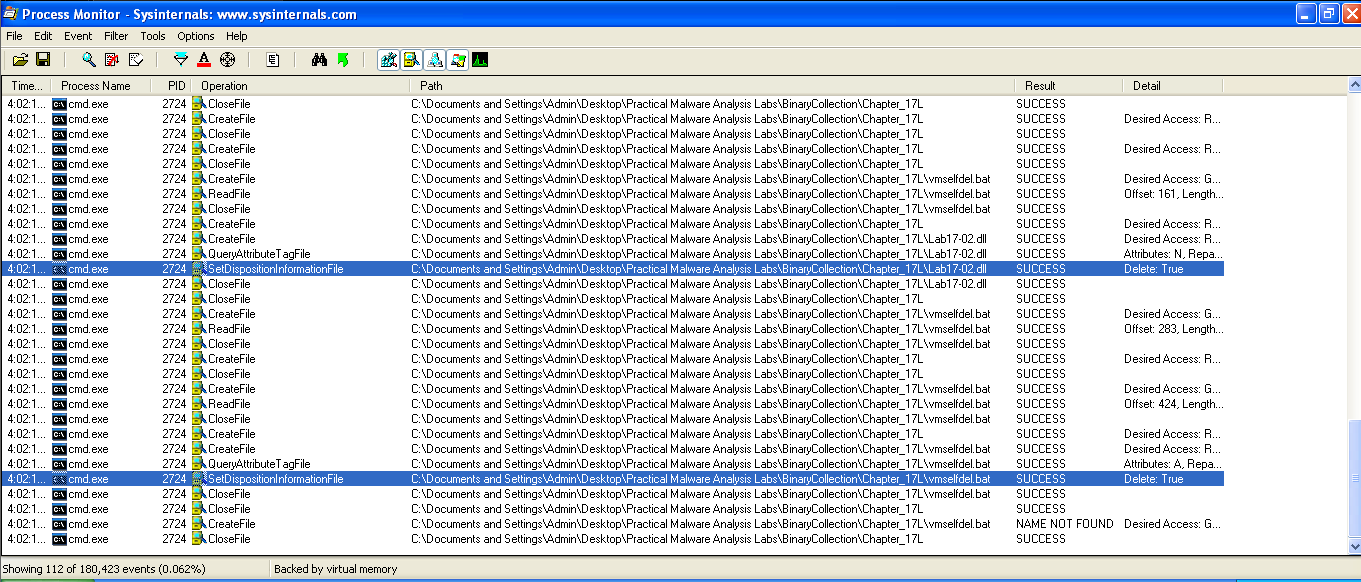 Process Monitor - Sysinternals: www.sysinternals.com
File Edit Event Filter Tools Options Help
Time... Process Name PID Operation Path Result Detail
4:02:1... cmd.exe 2724 CloseFile C:\Documents and Settings\Admin\Desktop\Practical Malware Analysis Labs\BinaryCollection\Chapter_17L SUCCESS
4:02:1... cmd.exe 2724 CreateFile C:\Documents and Settings\Admin\Desktop\Practical Malware Analysis Labs\BinaryCollection\Chapter_17L SUCCESS Desired Access: R...
4:02:1... cmd.exe 2724 CloseFile C:\Documents and Settings\Admin\Desktop\Practical Malware Analysis Labs\BinaryCollection\Chapter_17L SUCCESS
4:02:1... cmd.exe 2724 CreateFile C:\Documents and Settings\Admin\Desktop\Practical Malware Analysis Labs\BinaryCollection\Chapter_17L SUCCESS Desired Access: R...
4:02:1... cmd.exe 2724 CloseFile C:\Documents and Settings\Admin\Desktop\Practical Malware Analysis Labs\BinaryCollection\Chapter_17L SUCCESS
4:02:1... cmd.exe 2724 CreateFile C:\Documents and Settings\Admin\Desktop\Practical Malware Analysis Labs\BinaryCollection\Chapter_17L\vmselfdel.bat SUCCESS Desired Access: G...
4:02:1... cmd.exe 2724 ReadFile C:\Documents and Settings\Admin\Desktop\Practical Malware Analysis Labs\BinaryCollection\Chapter_17L\vmselfdel.bat SUCCESS Offset: 161, Length...
4:02:1... cmd.exe 2724 CloseFile C:\Documents and Settings\Admin\Desktop\Practical Malware Analysis Labs\BinaryCollection\Chapter_17L\vmselfdel.bat SUCCESS
4:02:1... cmd.exe 2724 CreateFile C:\Documents and Settings\Admin\Desktop\Practical Malware Analysis Labs\BinaryCollection\Chapter_17L SUCCESS Desired Access: R...
4:02:1... cmd.exe 2724 CreateFile C:\Documents and Settings\Admin\Desktop\Practical Malware Analysis Labs\BinaryCollection\Chapter_17L\Lab17-02.dll SUCCESS Desired Access: R...
4:02:1... cmd.exe 2724 QueryAttributeTagFile C:\Documents and Settings\Admin\Desktop\Practical Malware Analysis Labs\BinaryCollection\Chapter_17L\Lab17-02.dll SUCCESS Attributes: N, Repa...
4:02:1... cmd.exe 2724 SetDispositionInformationFile C:\Documents and Settings\Admin\Desktop\Practical Malware Analysis Labs\BinaryCollection\Chapter_17L\Lab17-02.dll SUCCESS Delete: True
4:02:1... cmd.exe 2724 CloseFile C:\Documents and Settings\Admin\Desktop\Practical Malware Analysis Labs\BinaryCollection\Chapter_17L\Lab17-02.dll SUCCESS
4:02:1... cmd.exe 2724 CloseFile C:\Documents and Settings\Admin\Desktop\Practical Malware Analysis Labs\BinaryCollection\Chapter_17L SUCCESS
4:02:1... cmd.exe 2724 CreateFile C:\Documents and Settings\Admin\Desktop\Practical Malware Analysis Labs\BinaryCollection\Chapter_17L\vmselfdel.bat SUCCESS Desired Access: G...
4:02:1... cmd.exe 2724 ReadFile C:\Documents and Settings\Admin\Desktop\Practical Malware Analysis Labs\BinaryCollection\Chapter_17L\vmselfdel.bat SUCCESS Offset: 283, Length...
4:02:1... cmd.exe 2724 CloseFile C:\Documents and Settings\Admin\Desktop\Practical Malware Analysis Labs\BinaryCollection\Chapter_17L\vmselfdel.bat SUCCESS
4:02:1... cmd.exe 2724 CreateFile C:\Documents and Settings\Admin\Desktop\Practical Malware Analysis Labs\BinaryCollection\Chapter_17L SUCCESS Desired Access: R...
4:02:1... cmd.exe 2724 CloseFile C:\Documents and Settings\Admin\Desktop\Practical Malware Analysis Labs\BinaryCollection\Chapter_17L SUCCESS
4:02:1... cmd.exe 2724 CreateFile C:\Documents and Settings\Admin\Desktop\Practical Malware Analysis Labs\BinaryCollection\Chapter_17L\vmselfdel.bat SUCCESS Desired Access: G...
4:02:1... cmd.exe 2724 ReadFile C:\Documents and Settings\Admin\Desktop\Practical Malware Analysis Labs\BinaryCollection\Chapter_17L\vmselfdel.bat SUCCESS Offset: 424, Length...
4:02:1... cmd.exe 2724 CloseFile C:\Documents and Settings\Admin\Desktop\Practical Malware Analysis Labs\BinaryCollection\Chapter_17L\vmselfdel.bat SUCCESS
4:02:1... cmd.exe 2724 CreateFile C:\Documents and Settings\Admin\Desktop\Practical Malware Analysis Labs\BinaryCollection\Chapter_17L SUCCESS Desired Access: R...
4:02:1... cmd.exe 2724 CreateFile C:\Documents and Settings\Admin\Desktop\Practical Malware Analysis Labs\BinaryCollection\Chapter_17L\vmselfdel.bat SUCCESS Desired Access: R...
4:02:1... cmd.exe 2724 QueryAttributeTagFile C:\Documents and Settings\Admin\Desktop\Practical Malware Analysis Labs\BinaryCollection\Chapter_17L\vmselfdel.bat SUCCESS Attributes: A, Repa...
4:02:1... cmd.exe 2724 SetDispositionInformationFile C:\Documents and Settings\Admin\Desktop\Practical Malware Analysis Labs\BinaryCollection\Chapter_17L\vmselfdel.bat SUCCESS Delete: True
4:02:1... cmd.exe 2724 CloseFile C:\Documents and Settings\Admin\Desktop\Practical Malware Analysis Labs\BinaryCollection\Chapter_17L\vmselfdel.bat SUCCESS
4:02:1... cmd.exe 2724 CloseFile C:\Documents and Settings\Admin\Desktop\Practical Malware Analysis Labs\BinaryCollection\Chapter_17L SUCCESS
4:02:1... cmd.exe 2724 CreateFile C:\Documents and Settings\Admin\Desktop\Practical Malware Analysis Labs\BinaryCollection\Chapter_17L\vmselfdel.bat NAME NOT FOUND Desired Access: G...
4:02:1... cmd.exe 2724 CloseFile C:\Documents and Settings\Admin\Desktop\Practical Malware Analysis Labs\BinaryCollection\Chapter_17L SUCCESS
Showing 112 of 180,423 events (0.062%) Backed by virtual memory